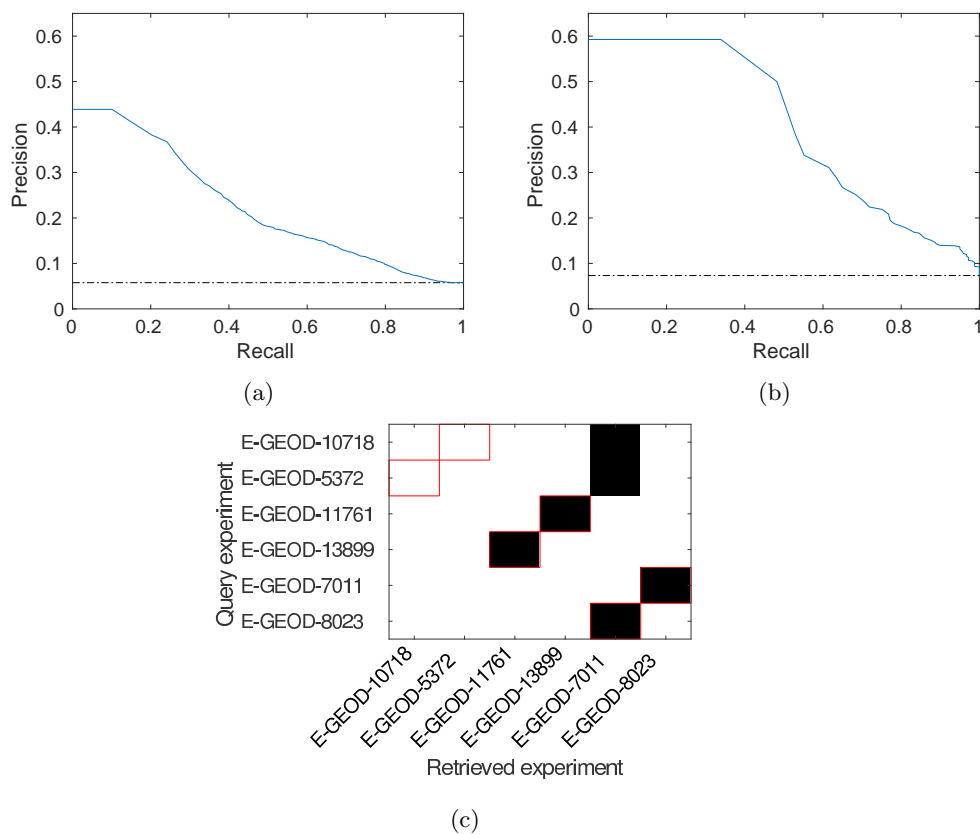 0.6
0.5
0.4
0.3
0.2
0.1
0
Precision
0 0.2 0.4 0.6 0.8 1
Recall
(a)
0.6
0.5
0.4
0.3
0.2
0.1
0
Precision
0 0.2 0.4 0.6 0.8 1
Recall
(b)
Query experiment
E-GEOD-10718
E-GEOD-5372
E-GEOD-11761
E-GEOD-13899
E-GEOD-7011
E-GEOD-8023
E-GEOD-10718
E-GEOD-5372
E-GEOD-11761
E-GEOD-13899
E-GEOD-7011
E-GEOD-8023
Retrieved experiment
(c)